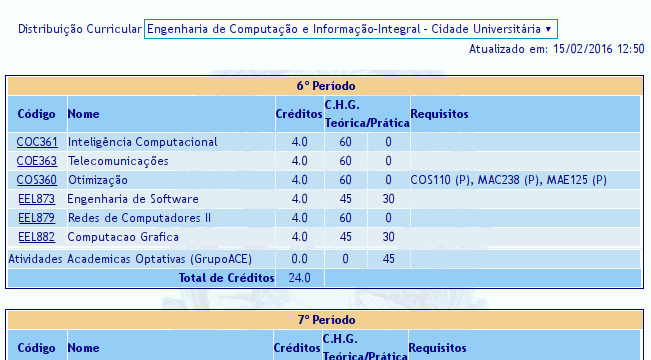 Distribuição Curricular Engenharia de Computação e Informação-Integral - Cidade Universitária
Atualizado em: 15/02/2016 12:50
6° Período
Código Nome Créditos C.H.G. Teórica/Prática Requisitos
COC361 Inteligência Computacional 4.0 60 0
COE363 Telecomunicações 4.0 60 0
COS360 Otimização 4.0 60 0 COS110 (P), MAC238 (P), MAE125 (P)
EEL873 Engenharia de Software 4.0 45 30
EEL879 Redes de Computadores II 4.0 60 0
EEL882 Computacao Grafica 4.0 45 30
Atividades Academicas Optativas (GrupoACE) 0.0 0 45
Total de Créditos 24.0
7° Período
Código Nome Créditos C.H.G. Teórica/Prática Requisitos